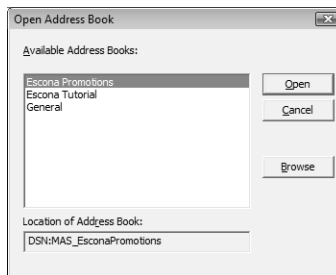 Open Address Book
Available Address Books:
Escona Promotions
Escona Tutorial
General
Open
Cancel
Browse
Location of Address Book:
DSN:MAS_EsconaPromotions